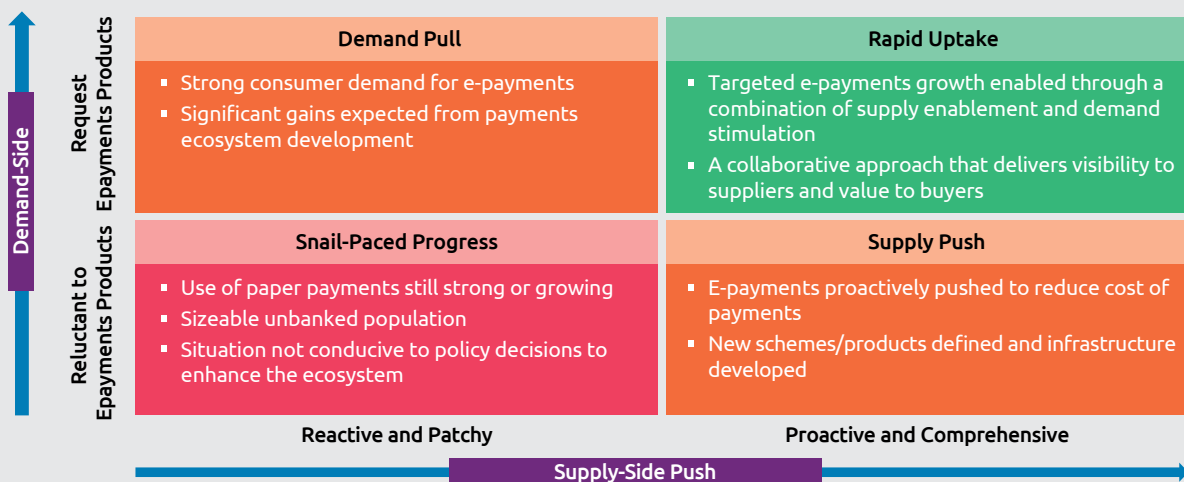 Demand-Side
Request
Epayments Products
Demand Pull
▪ Strong consumer demand for e-payments
▪ Significant gains expected from payments
ecosystem development
Rapid Uptake
▪ Targeted e-payments growth enabled through a
combination of supply enablement and demand
stimulation
▪ A collaborative approach that delivers visibility to
suppliers and value to buyers
Reluctant to
Epayments Products
Snail-Paced Progress
▪ Use of paper payments still strong or growing
▪ Sizeable unbanked population
▪ Situation not conducive to policy decisions to
enhance the ecosystem
Supply Push
▪ E-payments proactively pushed to reduce cost of
payments
▪ New schemes/products defined and infrastructure
developed
Reactive and Patchy
Proactive and Comprehensive
Supply-Side Push